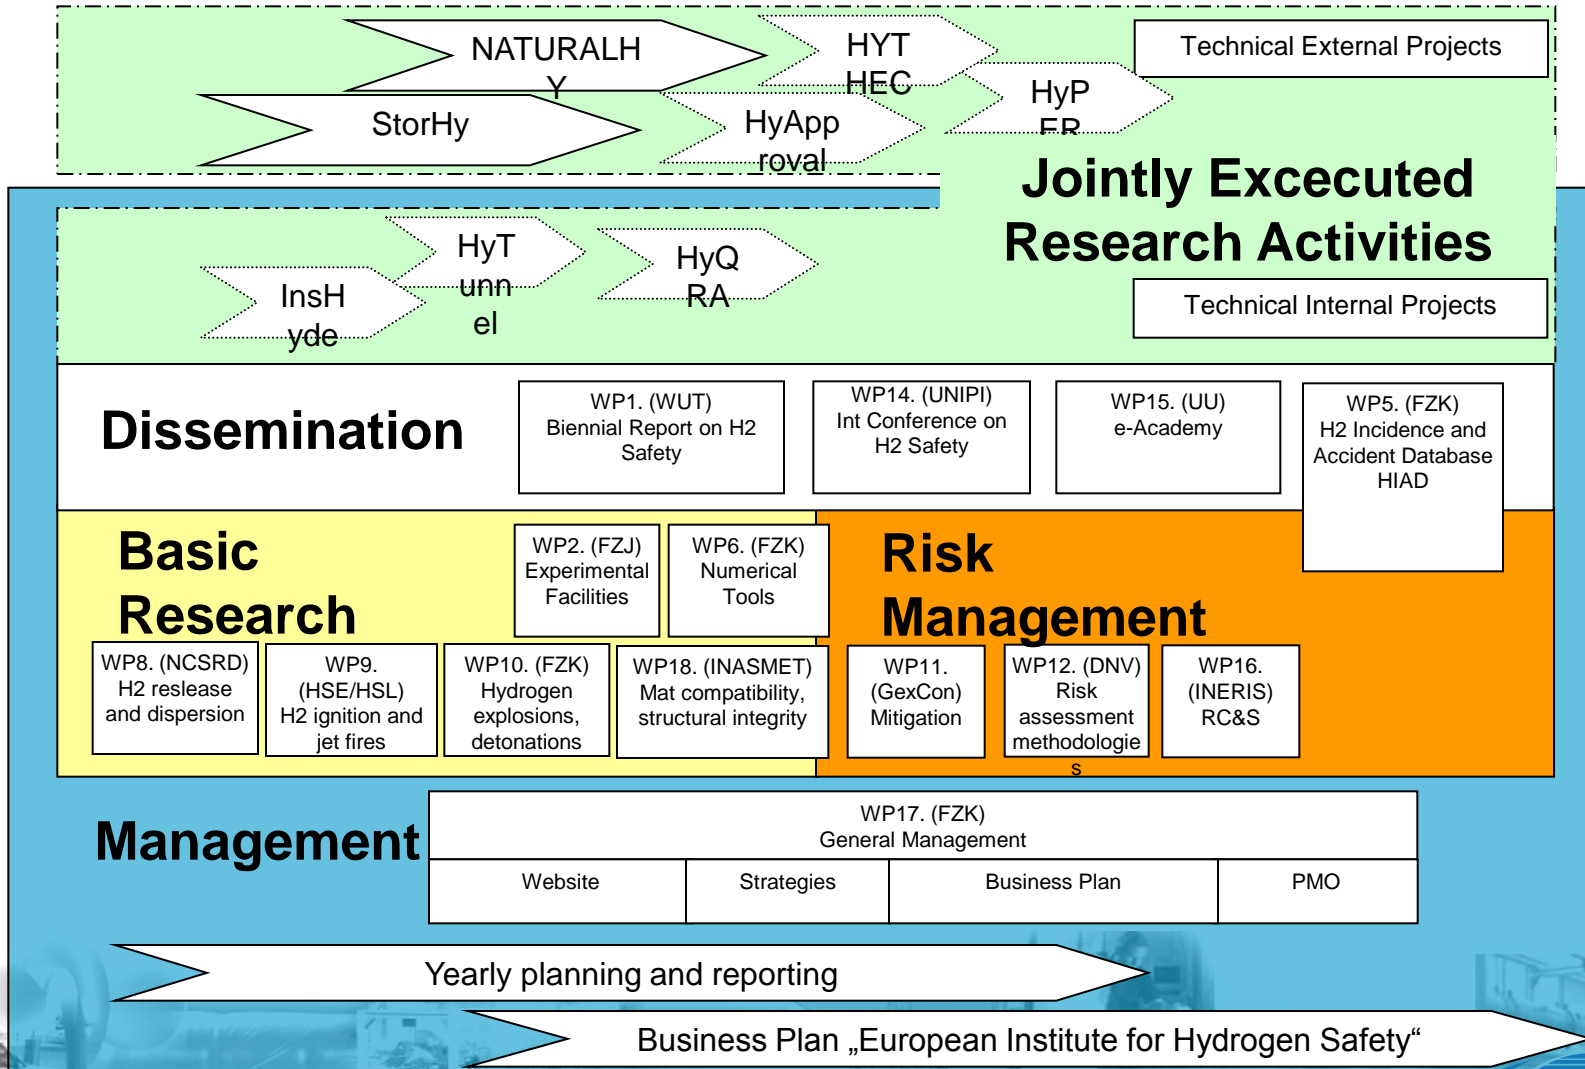 NATURALH
Y
HYT
HEC
Technical External Projects
StorHy
HyApp
roval
HyP
ER
Jointly Excecuted
Research Activities
InsH
yde
HyT
unn
el
HyQ
RA
Technical Internal Projects
Dissemination
WP1. (WUT)
Biennial Report on H2
Safety
WP14. (UNIPI)
Int Conference on
H2 Safety
WP15. (UU)
e-Academy
WP5. (FZK)
H2 Incidence and
Accident Database
HIAD
Basic
Research
WP2. (FZJ)
Experimental
Facilities
WP6. (FZK)
Numerical
Tools
Risk
Management
WP8. (NCSRD)
H2 reslease
and dispersion
WP9.
(HSE/HSL)
H2 ignition and
jet fires
WP10. (FZK)
Hydrogen
explosions,
detonations
WP18. (INASMET)
Mat compatibility,
structural integrity
WP11.
(GexCon)
Mitigation
WP12. (DNV)
Risk
assessment
methodologie
s
WP16.
(INERIS)
RC&S
Management
WP17. (FZK)
General Management
Website
Strategies
Business Plan
PMO
Yearly planning and reporting
Business Plan „European Institute for Hydrogen Safety“